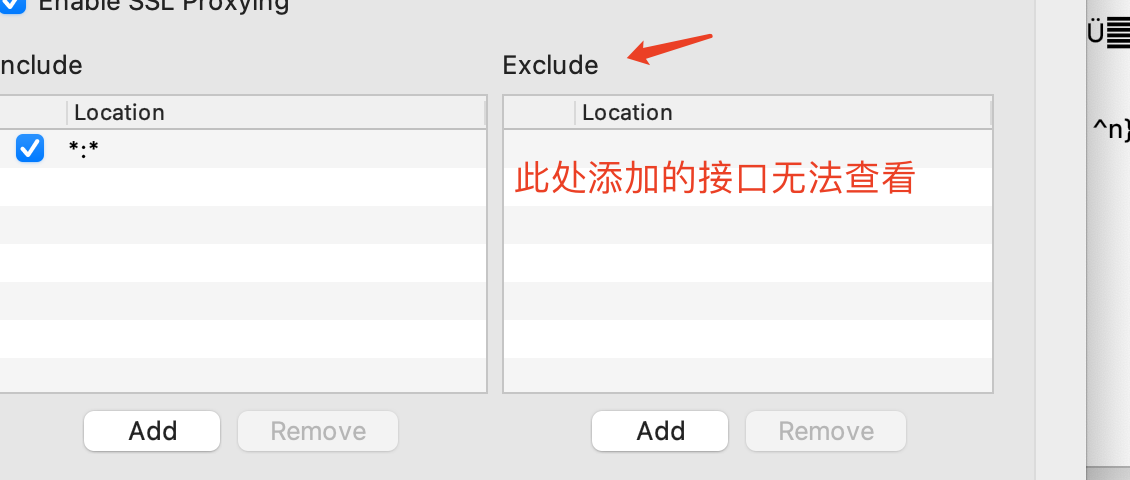 Enable SSL Proxying
nclude
Exclude
Location
Location
*:*
此处添加的接口无法查看
Add
Remove
Add
Remove
^n}